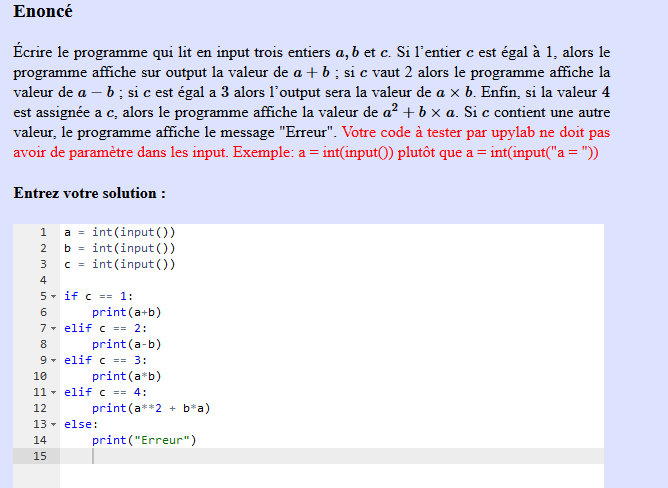 Enoncé
Écrire le programme qui lit en input trois entiers a, b et c. Si l'entier c est égal à 1, alors le
programme affiche sur output la valeur de a + b ; si c vaut 2 alors le programme affiche la
valeur de a − b ; si c est égal a 3 alors l'output sera la valeur de a × b. Enfin, si la valeur 4
est assignée a c, alors le programme affiche la valeur de a² + b × a. Si c contient une autre
valeur, le programme affiche le message "Erreur". Votre code à tester par upylab ne doit pas
avoir de paramètre dans les input. Exemple: a = int(input()) plutôt que a = int(input("a = "))
Entrez votre solution :
1 a = int(input())
2 b = int(input())
3 c = int(input())
4
5 if c == 1:
6 print(a+b)
7 elif c == 2:
8 print(a-b)
9 elif c == 3:
10 print(a*b)
11 elif c == 4:
12 print(a**2 + b*a)
13 else:
14 print("Erreur")
15